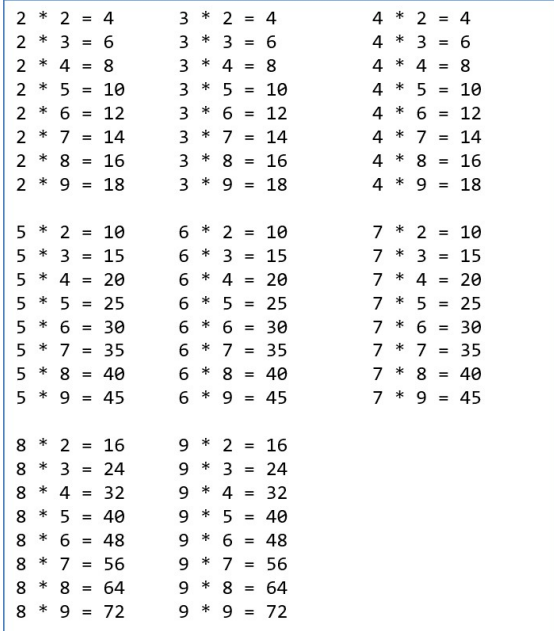 2 * 2 = 4 3 * 2 = 4 4 * 2 = 4
2 * 3 = 6 3 * 3 = 6 4 * 3 = 6
2 * 4 = 8 3 * 4 = 8 4 * 4 = 8
2 * 5 = 10 3 * 5 = 10 4 * 5 = 10
2 * 6 = 12 3 * 6 = 12 4 * 6 = 12
2 * 7 = 14 3 * 7 = 14 4 * 7 = 14
2 * 8 = 16 3 * 8 = 16 4 * 8 = 16
2 * 9 = 18 3 * 9 = 18 4 * 9 = 18
5 * 2 = 10 6 * 2 = 10 7 * 2 = 10
5 * 3 = 15 6 * 3 = 15 7 * 3 = 15
5 * 4 = 20 6 * 4 = 20 7 * 4 = 20
5 * 5 = 25 6 * 5 = 25 7 * 5 = 25
5 * 6 = 30 6 * 6 = 30 7 * 6 = 30
5 * 7 = 35 6 * 7 = 35 7 * 7 = 35
5 * 8 = 40 6 * 8 = 40 7 * 8 = 40
5 * 9 = 45 6 * 9 = 45 7 * 9 = 45
8 * 2 = 16 9 * 2 = 16
8 * 3 = 24 9 * 3 = 24
8 * 4 = 32 9 * 4 = 32
8 * 5 = 40 9 * 5 = 40
8 * 6 = 48 9 * 6 = 48
8 * 7 = 56 9 * 7 = 56
8 * 8 = 64 9 * 8 = 64
8 * 9 = 72 9 * 9 = 72